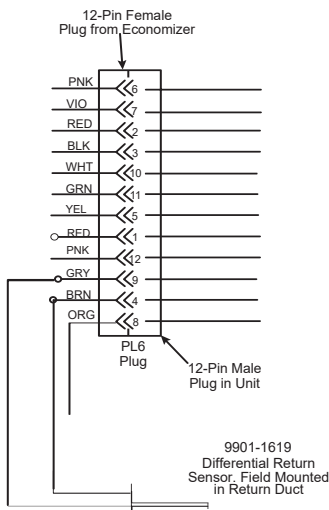 12-Pin Female
Plug from Economizer
PNK 6
VIO 7
RED 2
BLK 3
WHT 10
GRN 11
YEL 5
RED 1
PNK 12
GRY 9
BRN 4
ORG 8
PL6
Plug
12-Pin Male
Plug in Unit
9901-1619
Differential Return
Sensor. Field Mounted
in Return Duct